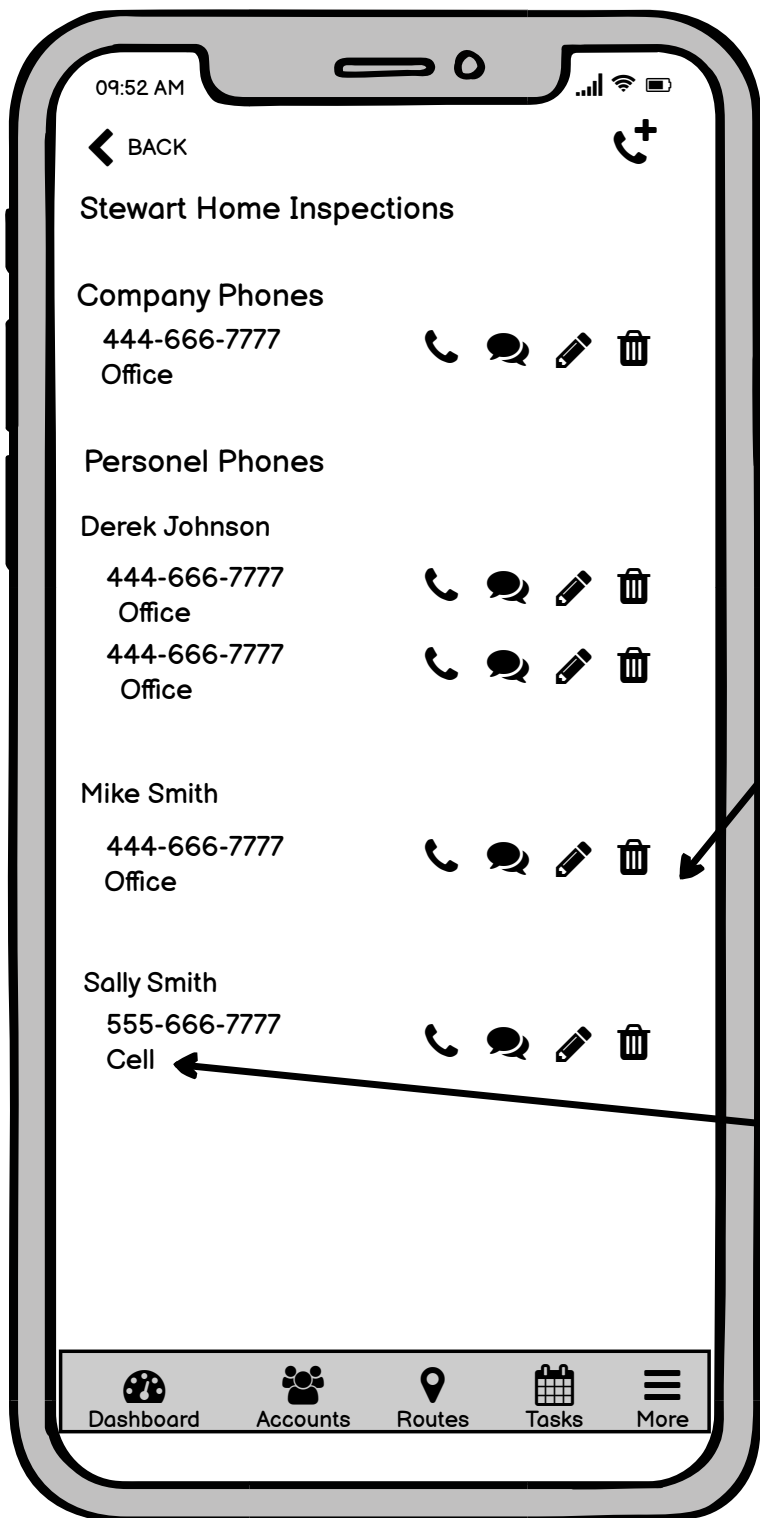 09:52 AM
BACK
Stewart Home Inspections
Company Phones
444-666-7777
Office
Personel Phones
Derek Johnson
444-666-7777
Office
444-666-7777
Office
Mike Smith
444-666-7777
Office
Sally Smith
555-666-7777
Cell
Dashboard Accounts Routes Tasks More